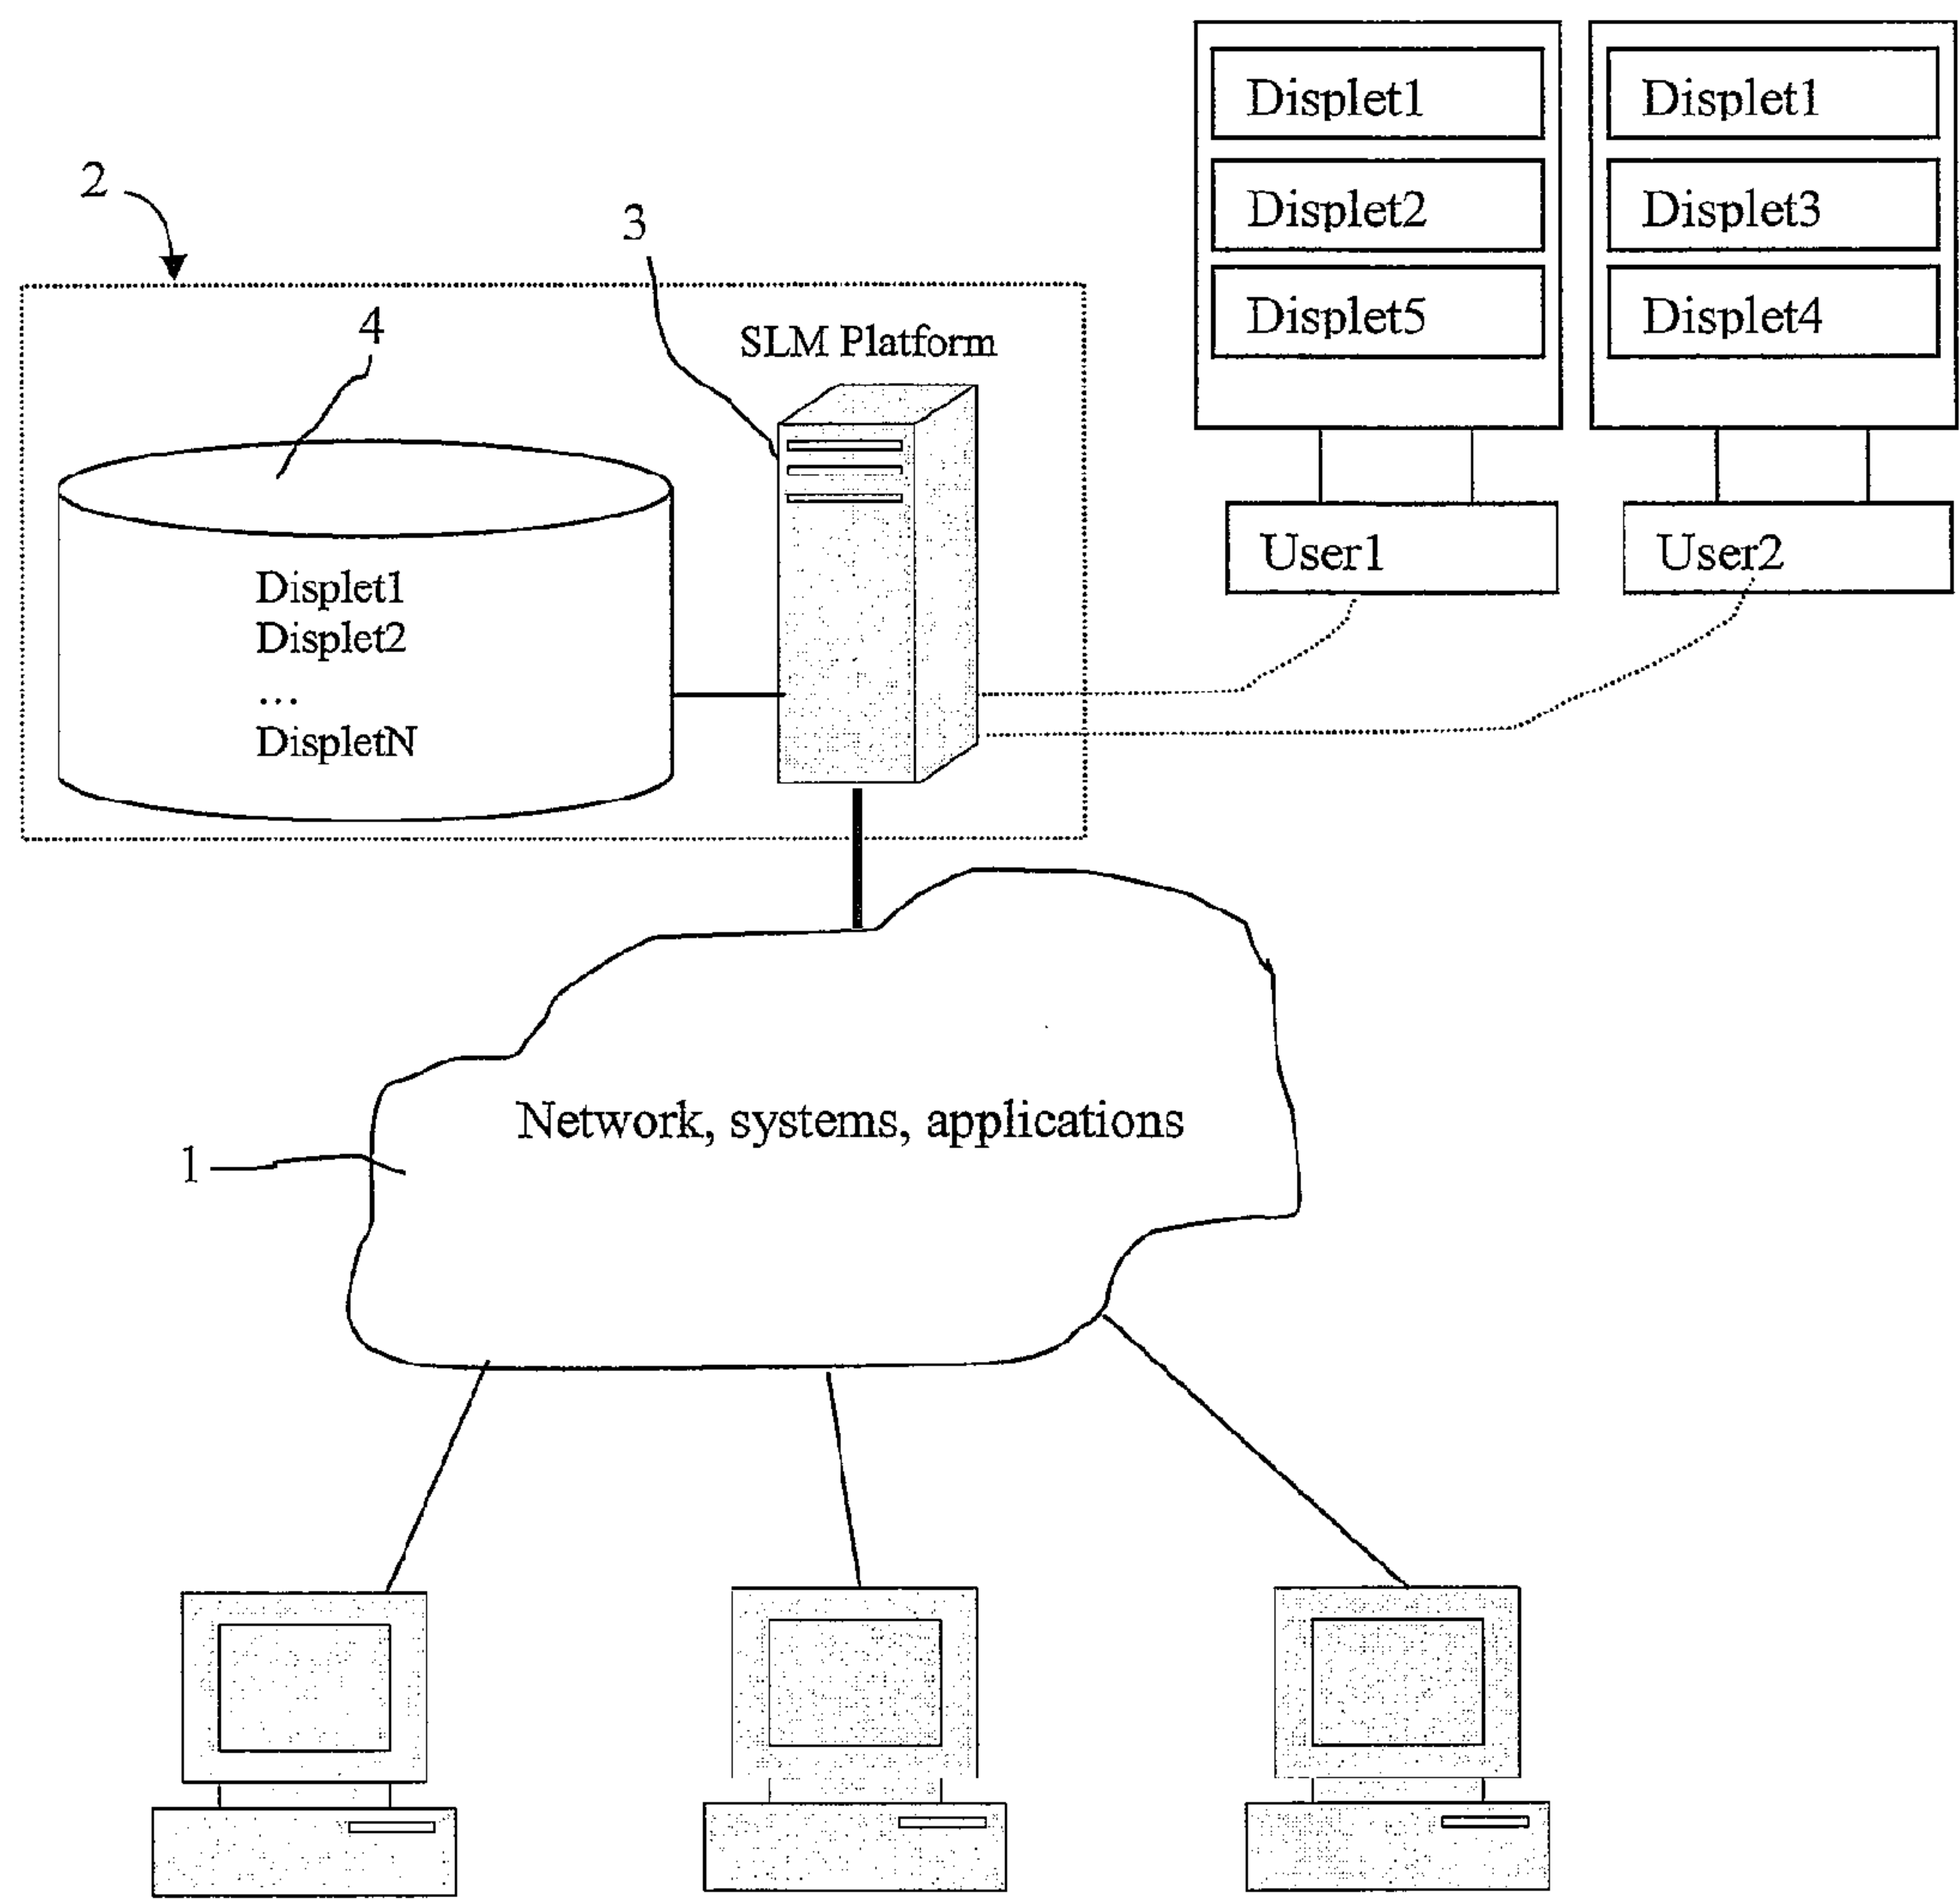 Displet1
Displet2
Displet5
User1
Displet1
Displet3
Displet4
User2
2
3
4
SLM Platform
Displet1
Displet2
...
DispletN
Network, systems, applications
1